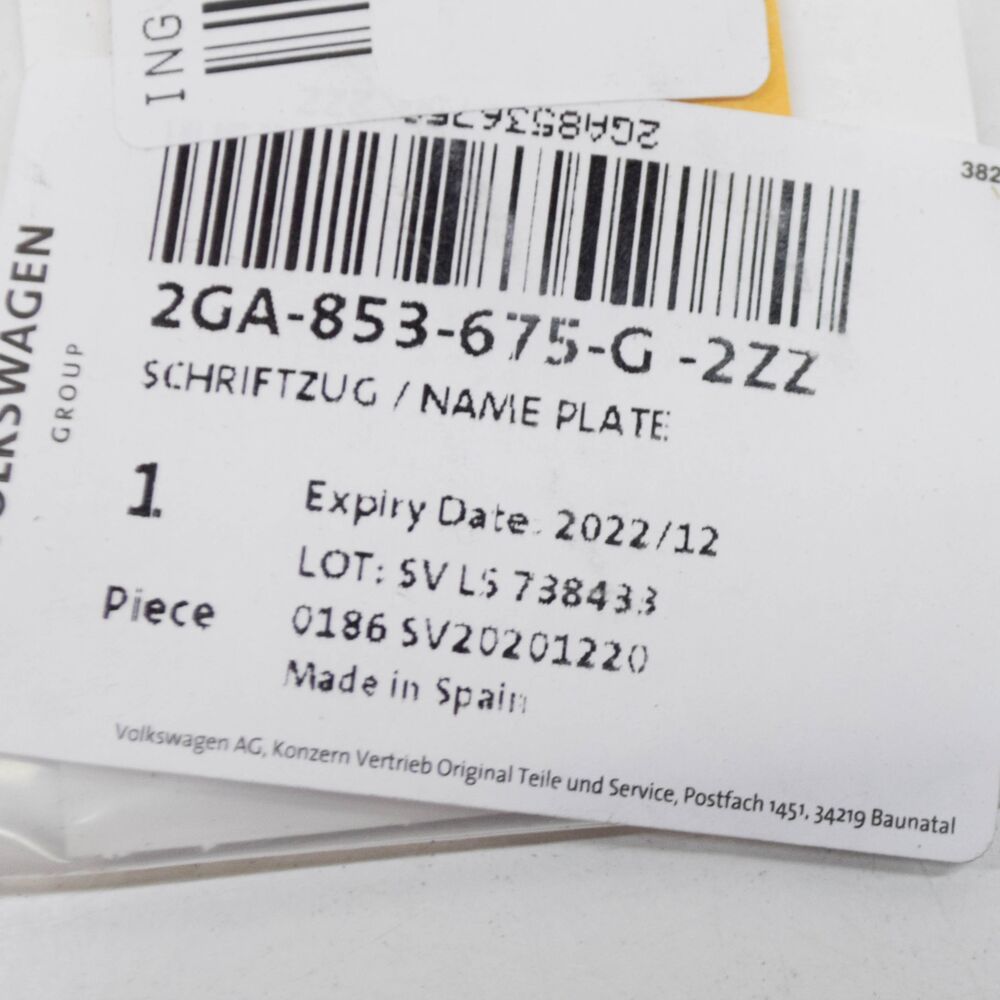 ING
382
2GA-853-675-G -2ZZ
SCHRIFTZUG / NAME PLATE
1
Piece
Expiry Date: 2022/12
LOT: SV LS 738433
0186 SV20201220
Made in Spain
Volkswagen AG, Konzern Vertrieb Original Teile und Service, Postfach 1451, 34219 Baunatal
VOLKSWAGEN
GROUP